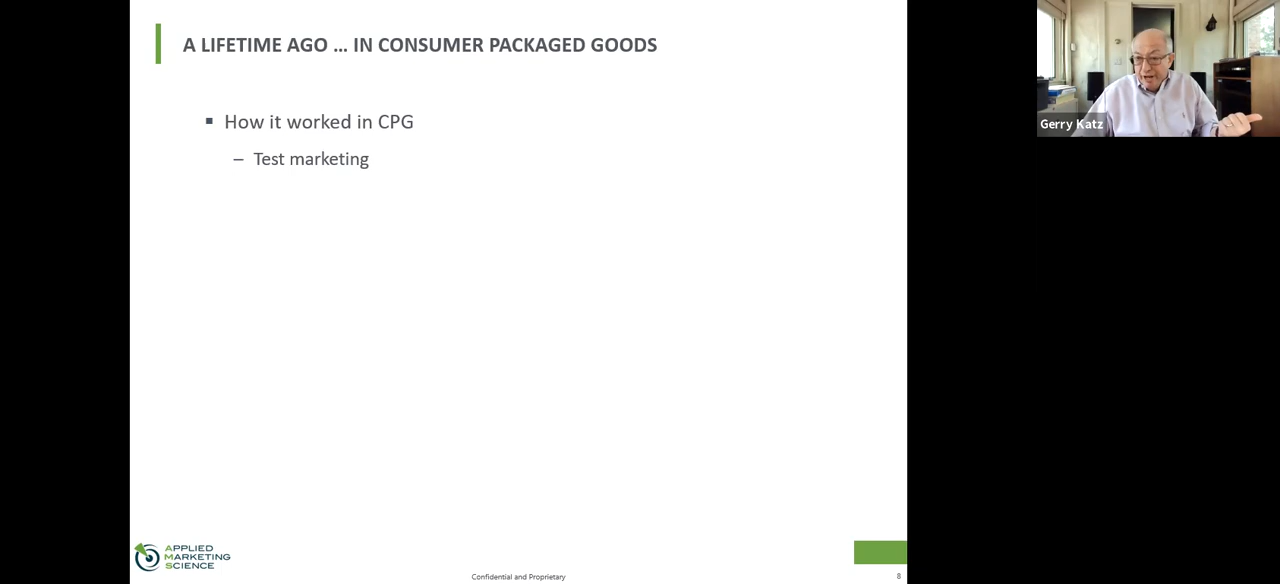 A LIFETIME AGO … IN CONSUMER PACKAGED GOODS
▪ How it worked in CPG
– Test marketing
Gerry Katz
APPLIED
MARKETING
SCIENCE
Confidential and Proprietary
8